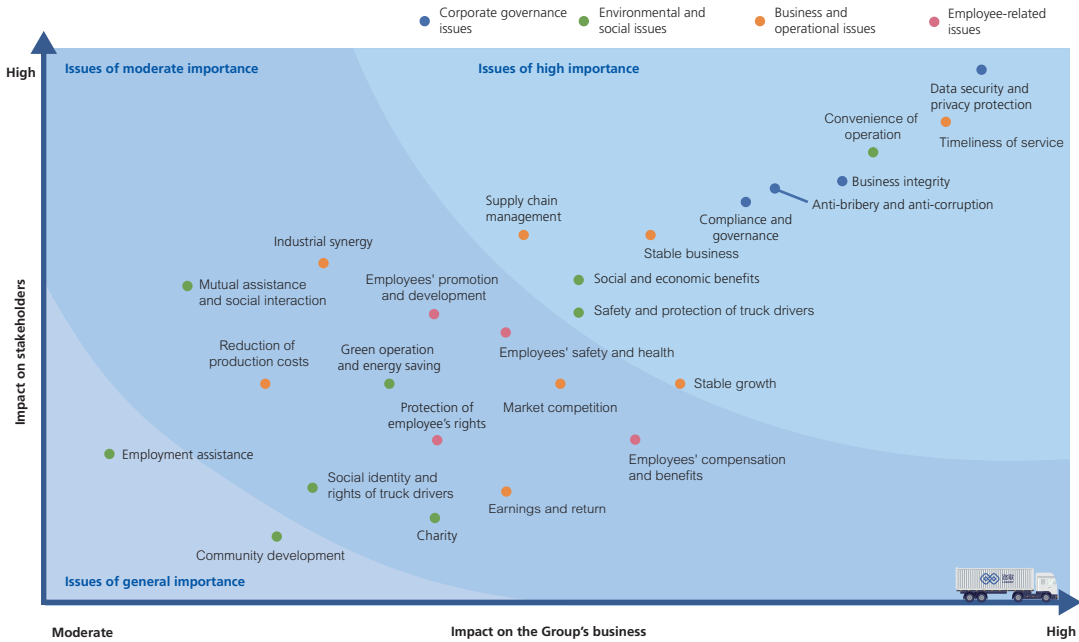 Corporate governance
issues
Environmental and
social issues
Business and
operational issues
Employee-related
issues
High
Issues of moderate importance
Issues of high importance
Data security and
privacy protection
Convenience of
operation
Timeliness of service
Business integrity
Anti-bribery and anti-corruption
Supply chain
management
Compliance and
governance
Industrial synergy
Stable business
Mutual assistance
and social interaction
Employees' promotion
and development
Social and economic benefits
Safety and protection of truck drivers
Employees' safety and health
Reduction of
production costs
Green operation
and energy saving
Stable growth
Market competition
Protection of
employee's rights
Impact on stakeholders
Employment assistance
Employees' compensation
and benefits
Social identity and
rights of truck drivers
Earnings and return
Charity
Community development
Issues of general importance
Moderate
Impact on the Group's business
High